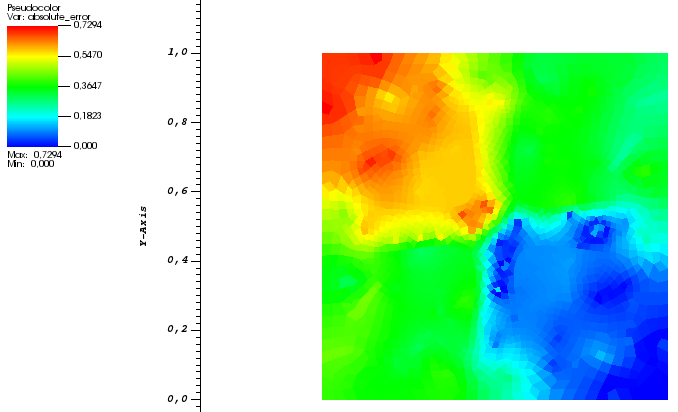 Pseudocolor
Var: absolute_error
0,7294
0,5470
0,3647
0,1823
0,000
Max: 0,7294
Min: 0,000
1,0
0,8
0,6
Y-Axis
0,4
0,2
0,0